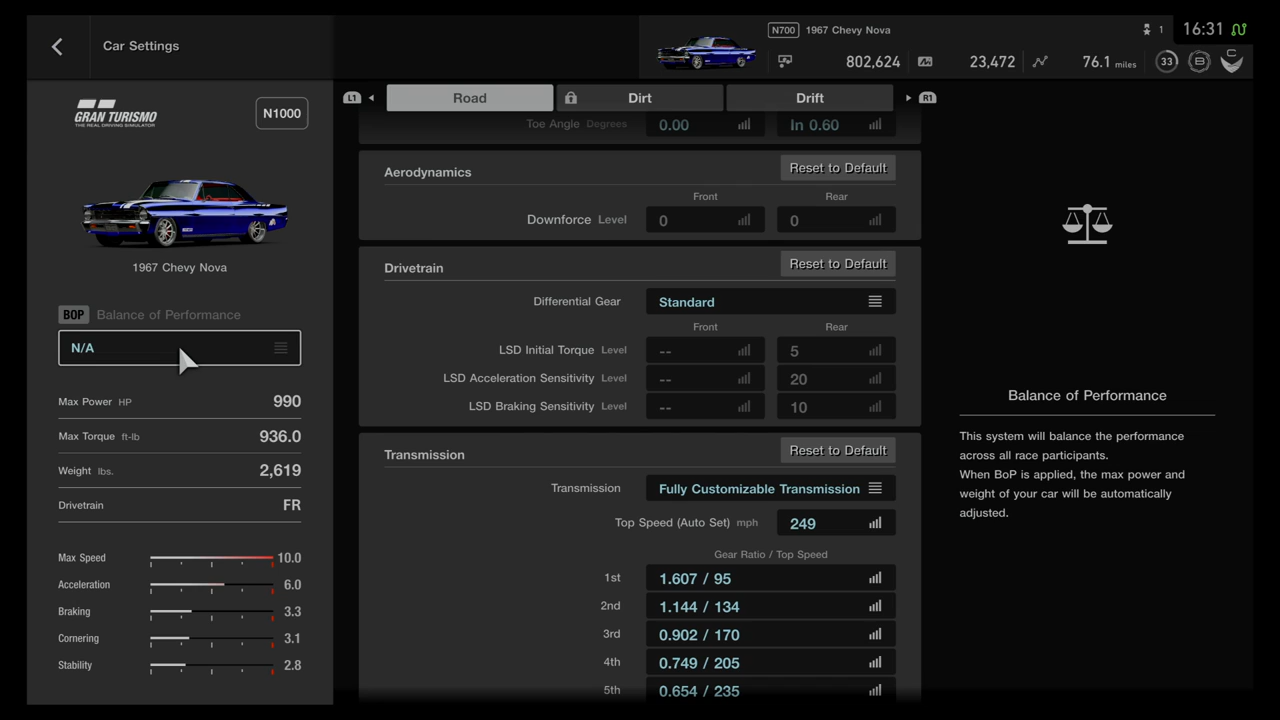 Car Settings
N700 1967 Chevy Nova
1 16:31
802,624 23,472 76.1 miles 33 B C
GRAN TURISMO
THE REAL DRIVING SIMULATOR
N1000
1967 Chevy Nova
BOP Balance of Performance
N/A
Max Power HP 990
Max Torque ft-lb 936.0
Weight lbs. 2,619
Drivetrain FR
Max Speed 10.0
Acceleration 6.0
Braking 3.3
Cornering 3.1
Stability 2.8
L1 Road Dirt Drift R1
Toe Angle Degrees 0.00 In 0.60
Aerodynamics Reset to Default
Front Rear
Downforce Level 0 0
Drivetrain Reset to Default
Differential Gear Standard
Front Rear
LSD Initial Torque Level -- 5
LSD Acceleration Sensitivity Level -- 20
LSD Braking Sensitivity Level -- 10
Transmission Reset to Default
Transmission Fully Customizable Transmission
Top Speed (Auto Set) mph 249
Gear Ratio / Top Speed
1st 1.607 / 95
2nd 1.144 / 134
3rd 0.902 / 170
4th 0.749 / 205
5th 0.654 / 235
Balance of Performance
This system will balance the performance
across all race participants.
When BoP is applied, the max power and
weight of your car will be automatically
adjusted.